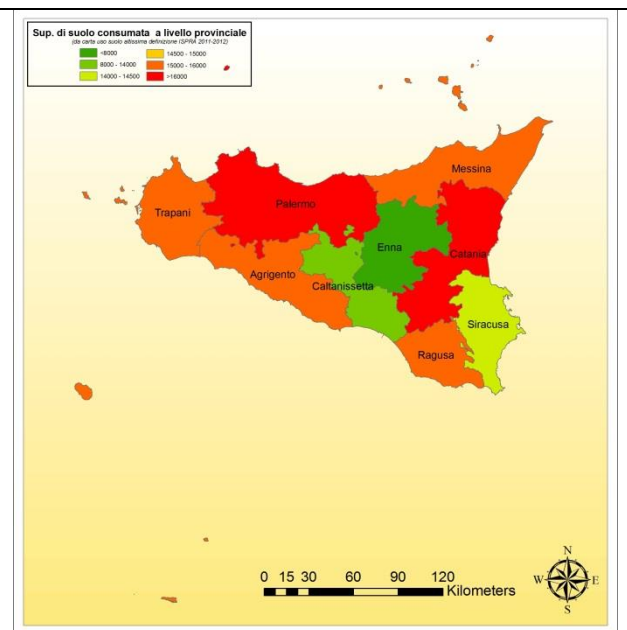 Sup. di suolo consumata a livello provinciale
(da carta uso suolo altissima definizione ISPRA 2011-2012)
<8000
14500 - 15000
8000 - 14000
15000 - 16000
14000 - 14500
>16000
Messina
Palermo
Trapani
Enna
Catania
Agrigento
Caltanissetta
Siracusa
Ragusa
N
W
E
S
0 15 30 60 90 120
Kilometers